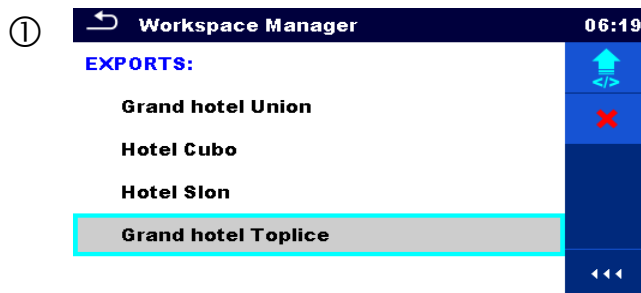 ①
Workspace Manager 06:19
EXPORTS:
</>
Grand hotel Union
Hotel Cubo
Hotel Slon
Grand hotel Toplice